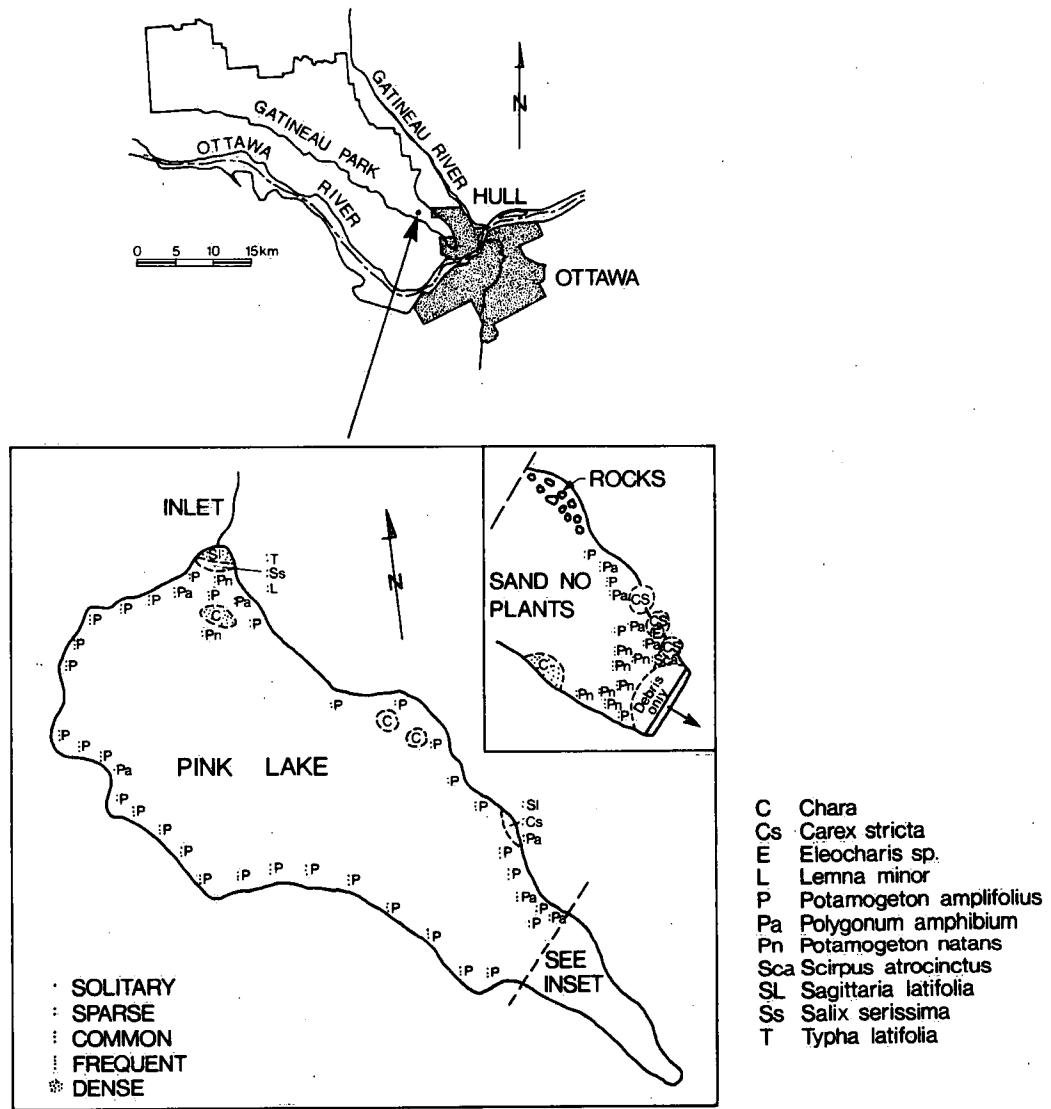 GATINEAU RIVER
N
GATINEAU PARK
OTTAWA
RIVER
HULL
0 5 10 15km
OTTAWA
INLET
N
Sl
T
Ss
L
P
Pn
P
P
P
P
Pa
P
Pa
C
P
Pn
P
P
P
P
P
C
C
P
P
P
Pa
PINK LAKE
P
P
Sl
Cs
Pa
P
P
P
P
P
P
P
P
P
P
P
P
Pa
P
P
Pa
P
P
P
P
SEE
INSET
ROCKS
SAND NO
PLANTS
P
Pa
Pa
CS
CS
P
Pa
E
Pa
Pn
Pn
Pn
Pn
C
Pn
Pn
Pn
Pn
P
Debris
only
SOLITARY
SPARSE
COMMON
FREQUENT
DENSE
C Chara
Cs Carex stricta
E Eleocharis sp.
L Lemna minor
P Potamogeton amplifolius
Pa Polygonum amphibium
Pn Potamogeton natans
Sca Scirpus atrocinctus
SL Sagittaria latifolia
Ss Salix serissima
T Typha latifolia